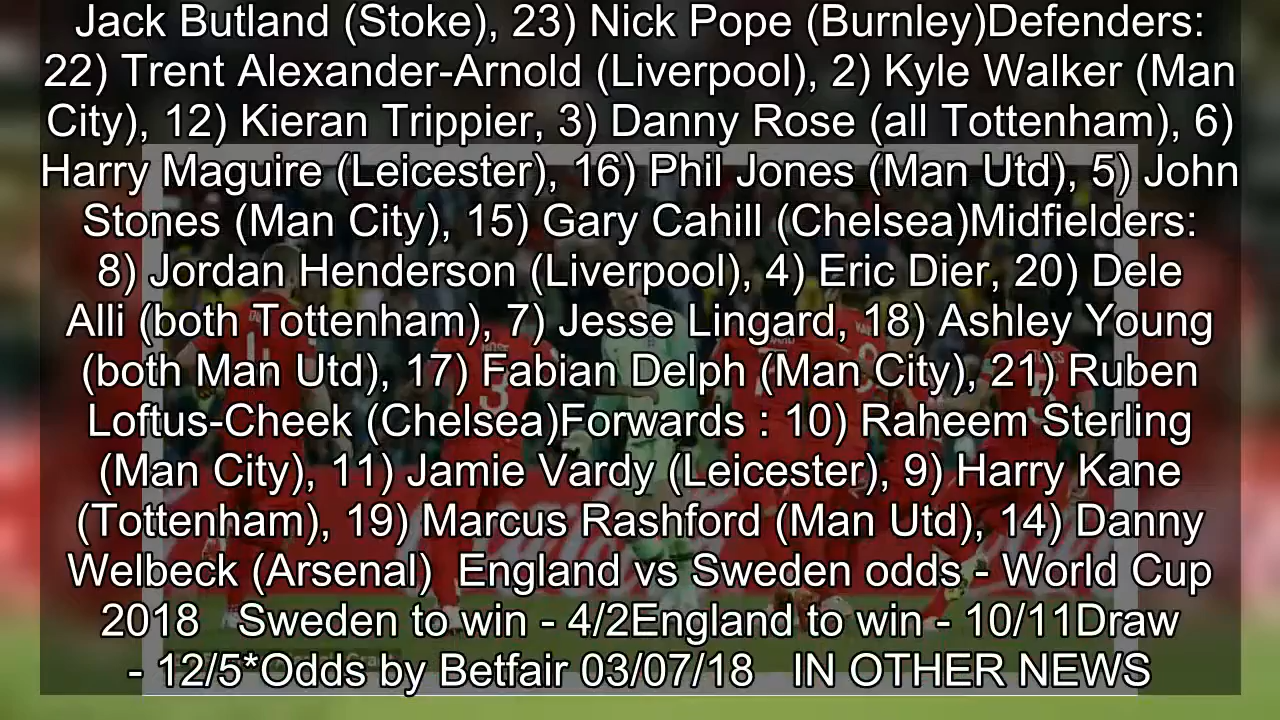 Jack Butland (Stoke), 23) Nick Pope (Burnley)Defenders:
22) Trent Alexander-Arnold (Liverpool), 2) Kyle Walker (Man
City), 12) Kieran Trippier, 3) Danny Rose (all Tottenham), 6)
Harry Maguire (Leicester), 16) Phil Jones (Man Utd), 5) John
Stones (Man City), 15) Gary Cahill (Chelsea)Midfielders:
8) Jordan Henderson (Liverpool), 4) Eric Dier, 20) Dele
Alli (both Tottenham), 7) Jesse Lingard, 18) Ashley Young
(both Man Utd), 17) Fabian Delph (Man City), 21) Ruben
Loftus-Cheek (Chelsea)Forwards : 10) Raheem Sterling
(Man City), 11) Jamie Vardy (Leicester), 9) Harry Kane
(Tottenham), 19) Marcus Rashford (Man Utd), 14) Danny
Welbeck (Arsenal)  England vs Sweden odds - World Cup
2018   Sweden to win - 4/2England to win - 10/11Draw
- 12/5*Odds by Betfair 03/07/18   IN OTHER NEWS